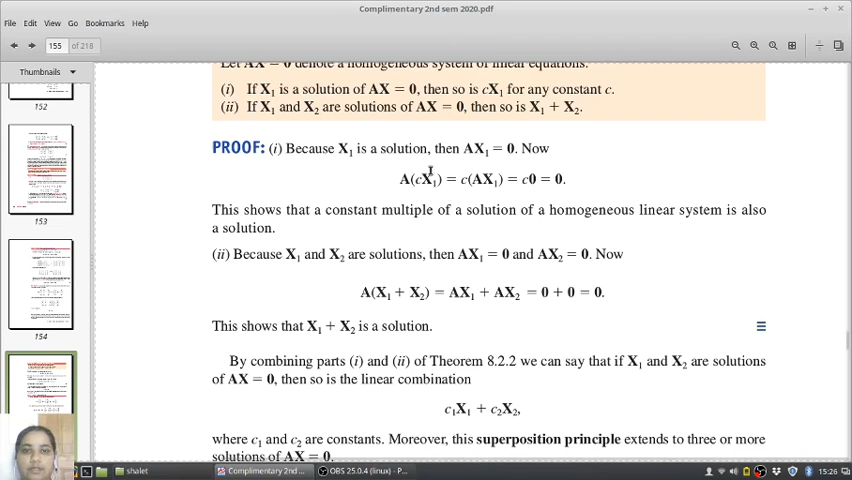 Complimentary 2nd sem 2020.pdf
File Edit View Go Bookmarks Help
155 of 218
Thumbnails
152
153
154
Let AX = 0 denote a homogeneous system of linear equations.
(i) If X₁ is a solution of AX = 0, then so is cX₁ for any constant c.
(ii) If X₁ and X₂ are solutions of AX = 0, then so is X₁ + X₂.
PROOF: (i) Because X₁ is a solution, then AX₁ = 0. Now
A(cX₁) = c(AX₁) = c0 = 0.
This shows that a constant multiple of a solution of a homogeneous linear system is also
a solution.
(ii) Because X₁ and X₂ are solutions, then AX₁ = 0 and AX₂ = 0. Now
A(X₁ + X₂) = AX₁ + AX₂ = 0 + 0 = 0.
This shows that X₁ + X₂ is a solution.
By combining parts (i) and (ii) of Theorem 8.2.2 we can say that if X₁ and X₂ are solutions
of AX = 0, then so is the linear combination
c₁X₁ + c₂X₂,
where c₁ and c₂ are constants. Moreover, this superposition principle extends to three or more
solutions of AX = 0.
shalet
Complimentary 2nd ...
OBS 25.0.4 (linux) - P...
15:26